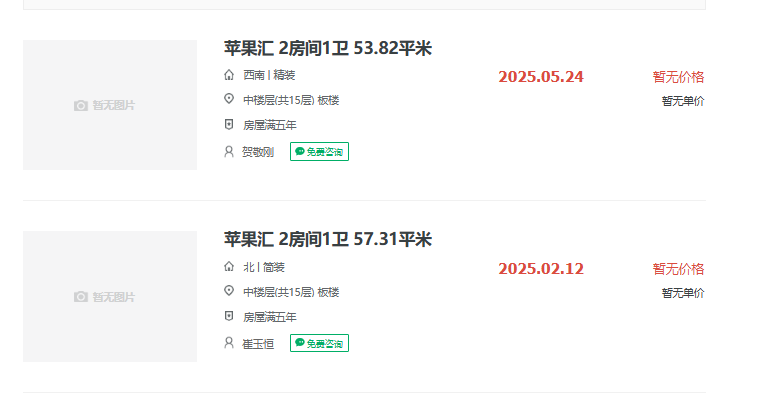 苹果汇 2房间1卫 53.82平米
西南 | 精装
2025.05.24
暂无价格
暂无图片
中楼层(共15层) 板楼
暂无单价
房屋满五年
贺敬刚
免费咨询
苹果汇 2房间1卫 57.31平米
北 | 简装
2025.02.12
暂无价格
暂无图片
中楼层(共15层) 板楼
暂无单价
房屋满五年
崔玉恒
免费咨询